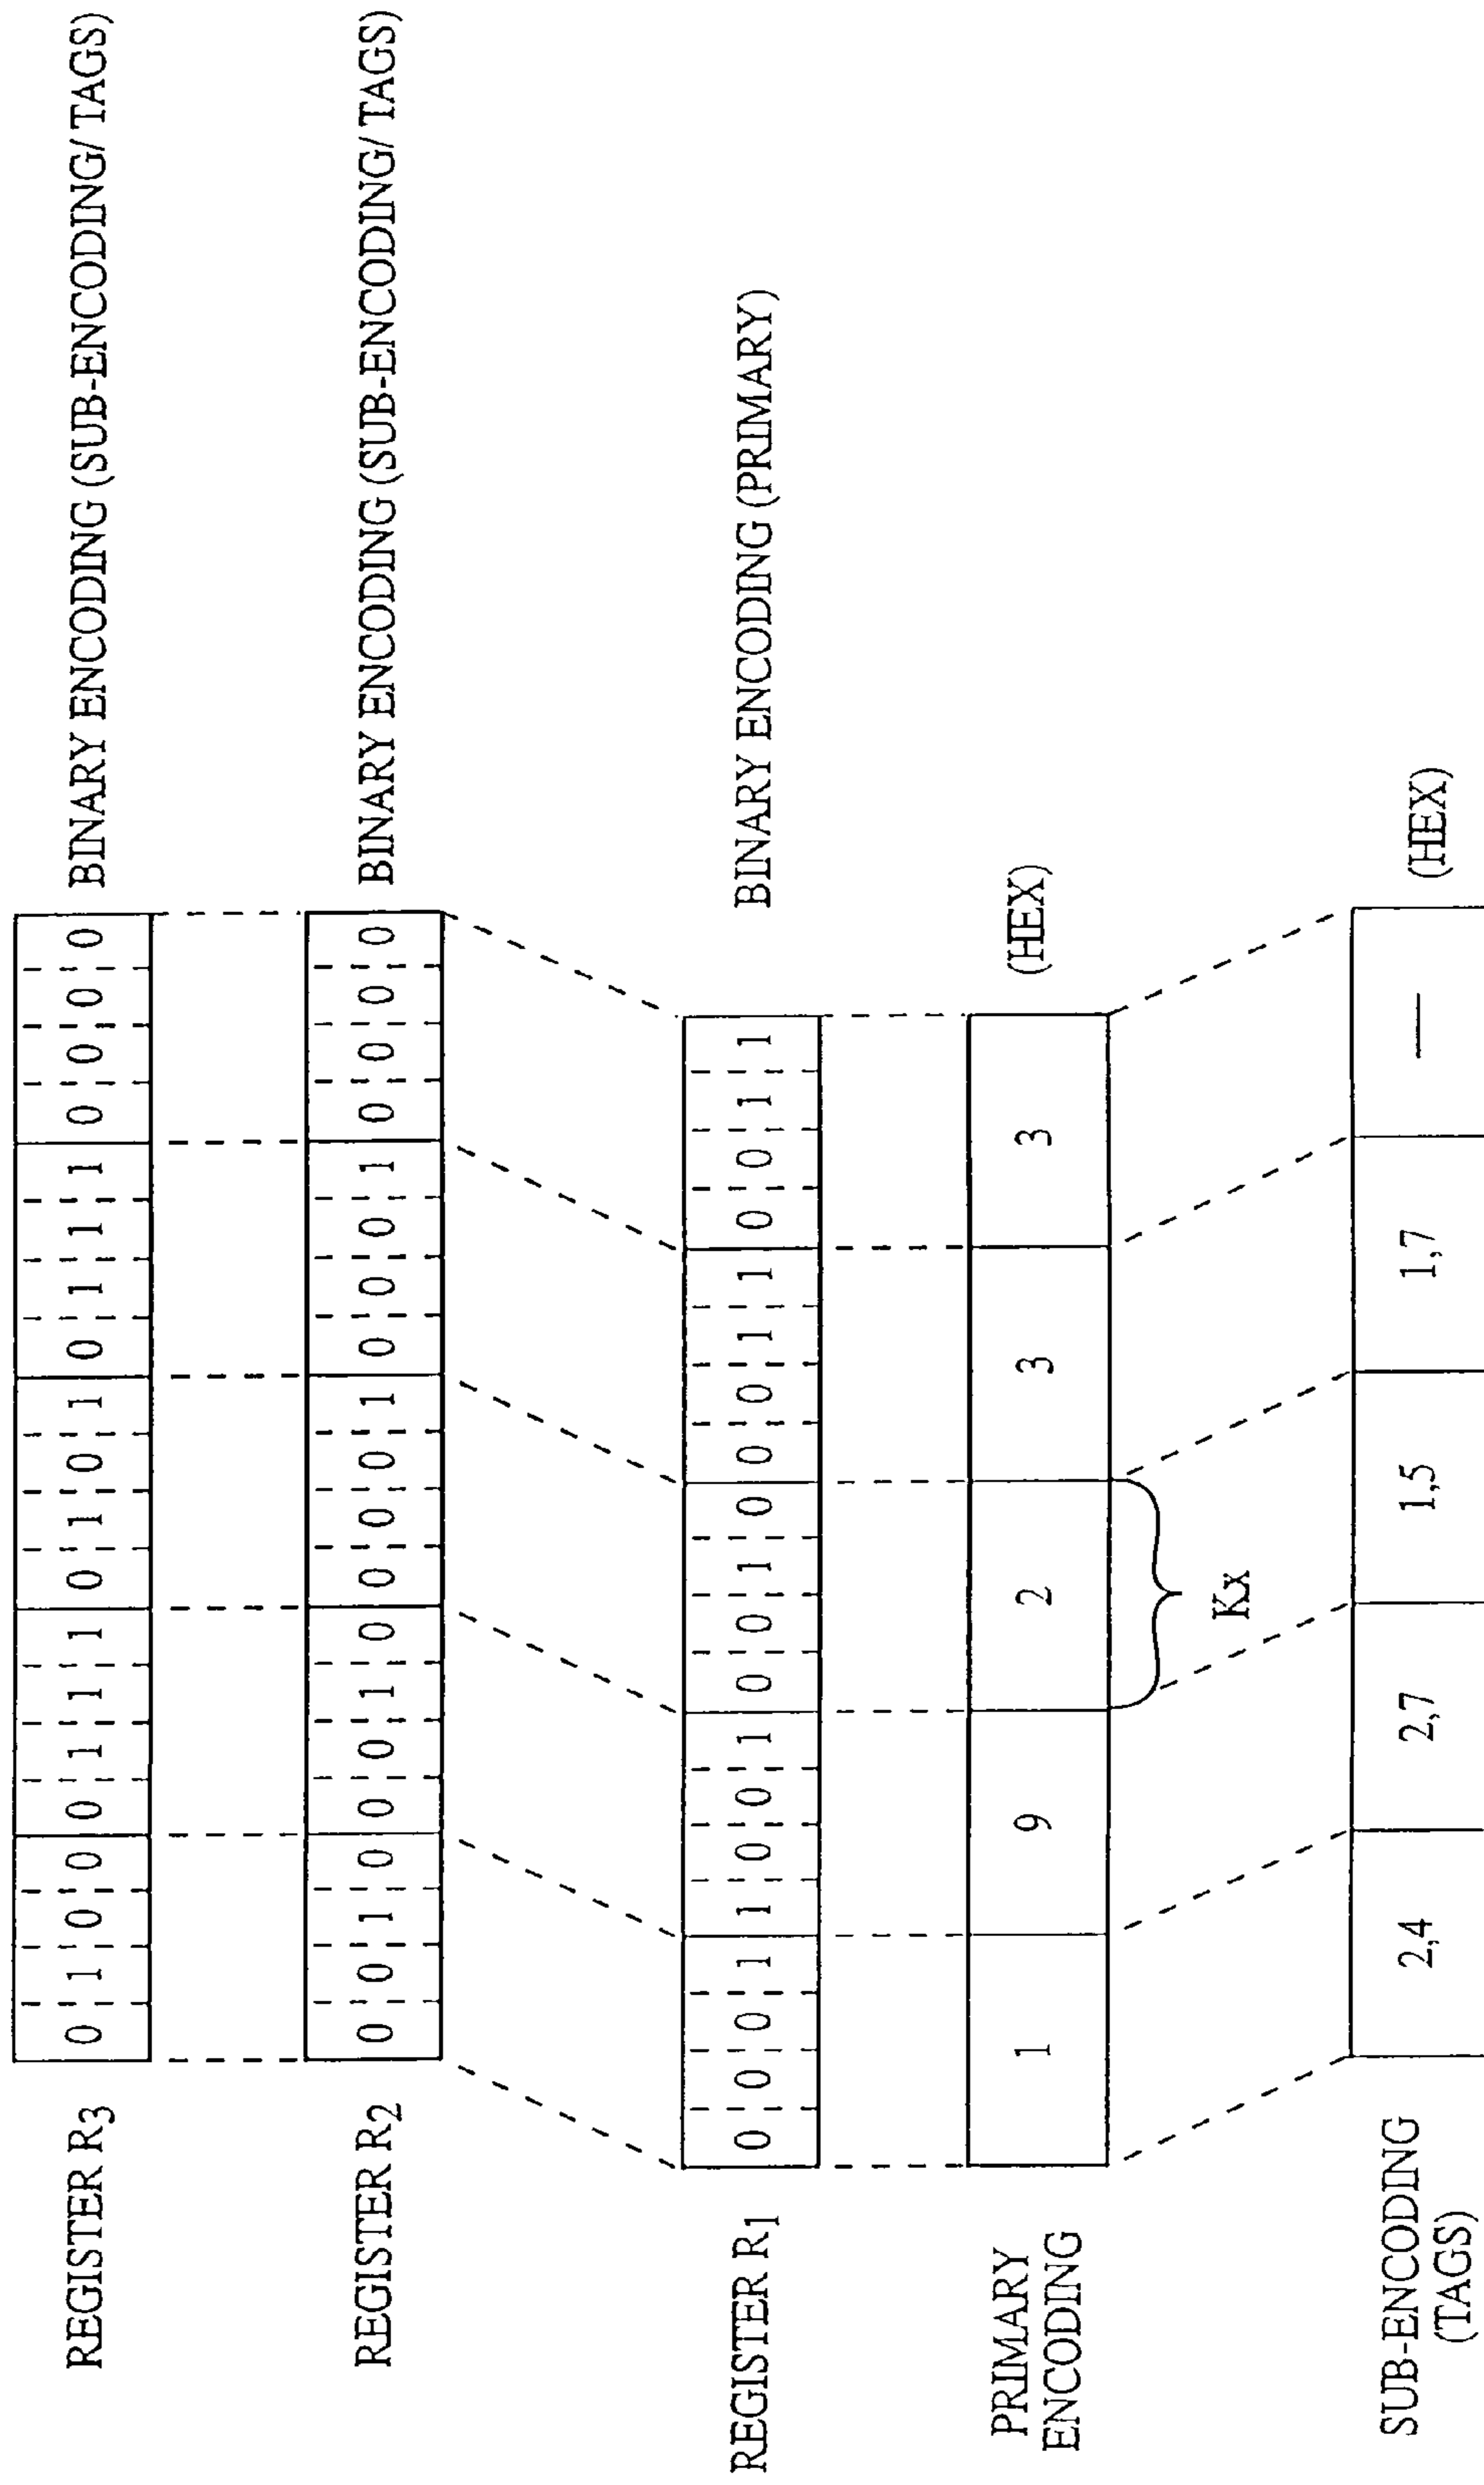 REGISTER R3 0 1 0 0 0 1 1 1 0 1 0 1 0 1 1 1 0 0 0 0 BINARY ENCODING (SUB-ENCODING/TAGS)
REGISTER R2 0 0 1 0 0 0 1 0 0 0 0 1 0 0 0 1 0 0 0 0 BINARY ENCODING (SUB-ENCODING/TAGS)
REGISTER R1 0 0 0 1 1 0 0 1 0 0 1 0 0 0 1 1 0 0 1 1 BINARY ENCODING (PRIMARY)
PRIMARY
ENCODING
1 9 2 3 3 (HEX)
Kx
SUB-ENCODING
(TAGS)
2,4 2,7 1,5 1,7 — (HEX)